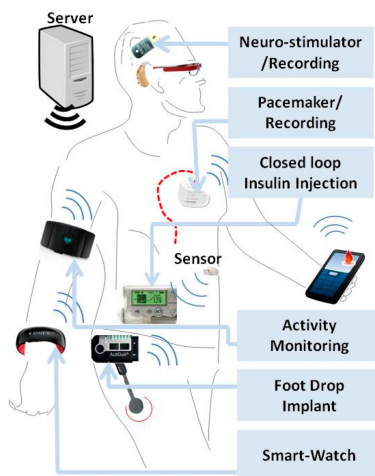 Server
Neuro-stimulator
/Recording
Pacemaker/
Recording
Closed loop
Insulin Injection
Sensor
Activity
Monitoring
Foot Drop
Implant
Smart-Watch